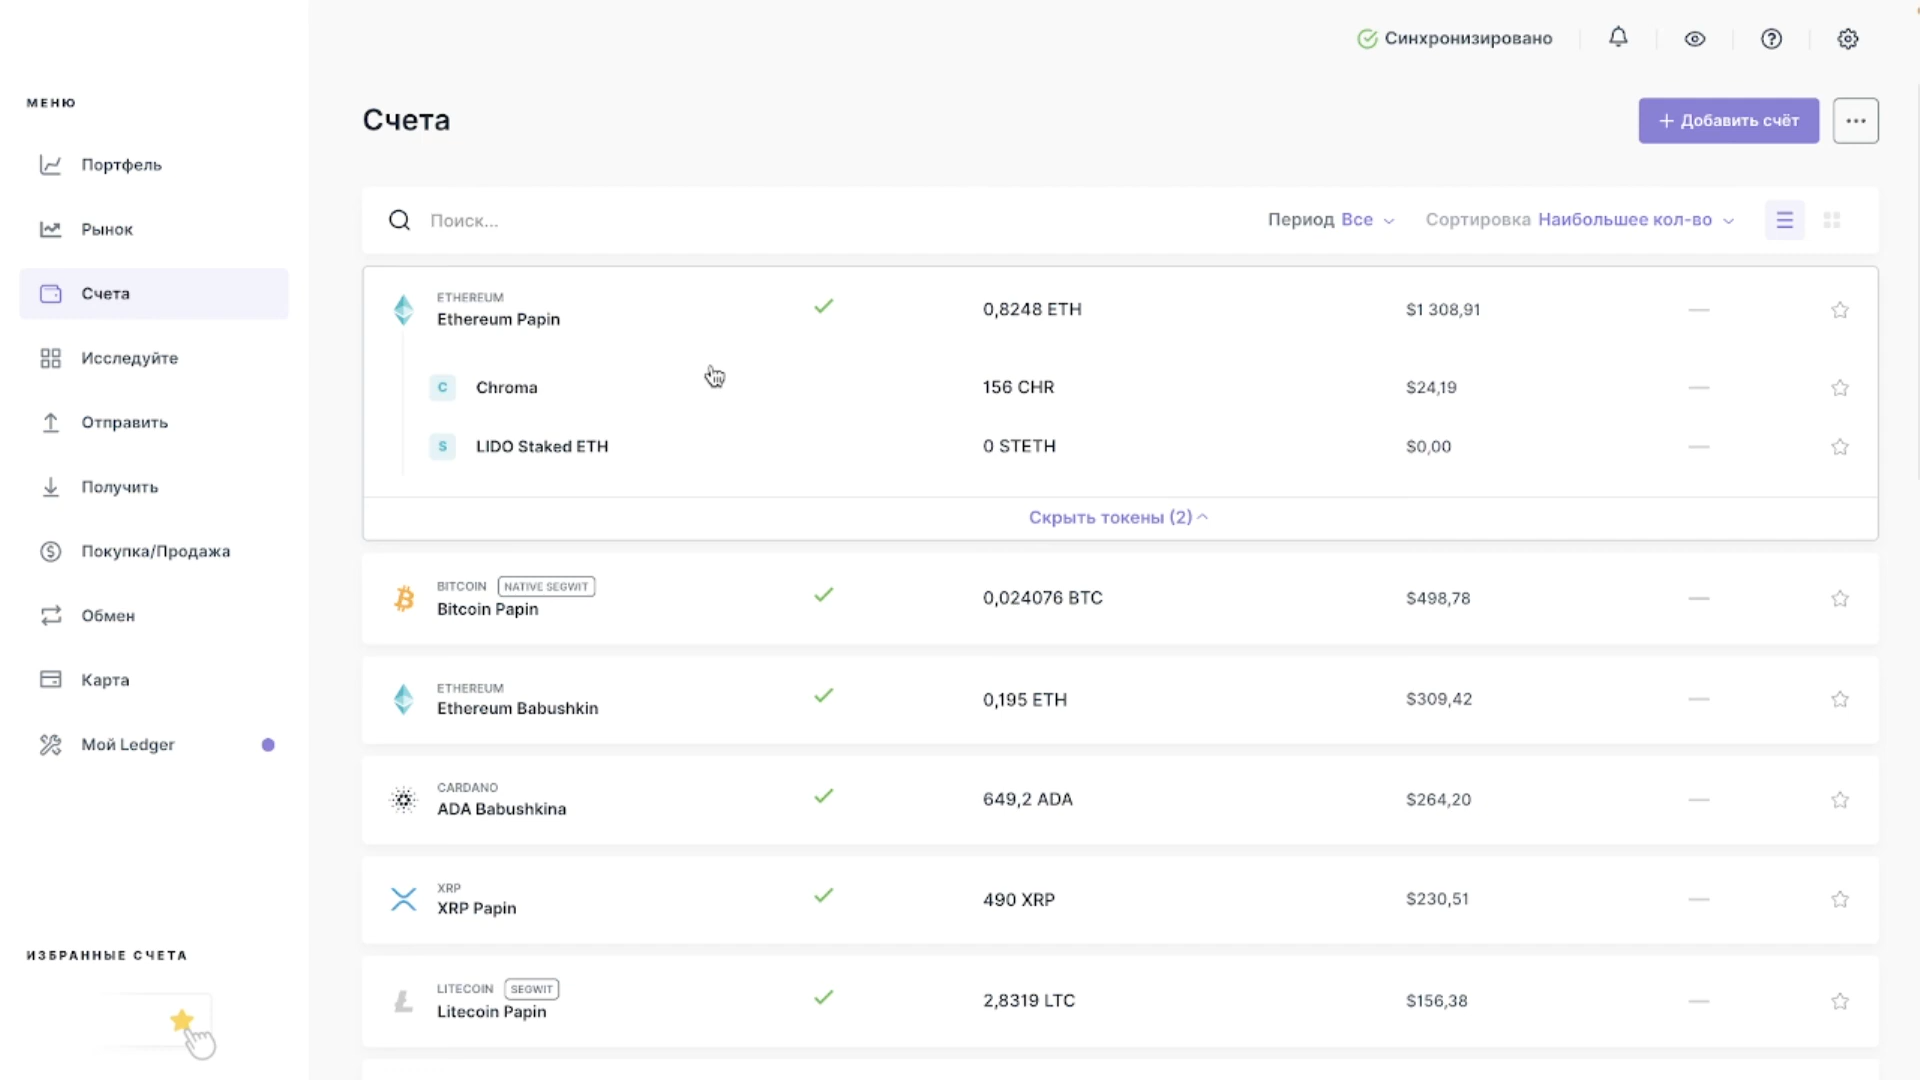 Синхронизировано
МЕНЮ
Портфель
Рынок
Счета
Исследуйте
Отправить
Получить
Покупка/Продажа
Обмен
Карта
Мой Ledger
ИЗБРАННЫЕ СЧЕТА
Счета
+ Добавить счёт
Поиск...
Период Все
Сортировка Наибольшее кол-во
ETHEREUM
Ethereum Papin
0,8248 ETH
$1 308,91
C Chroma
156 CHR
$24,19
S LIDO Staked ETH
0 STETH
$0,00
Скрыть токены (2)
BITCOIN NATIVE SEGWIT
Bitcoin Papin
0,024076 BTC
$498,78
ETHEREUM
Ethereum Babushkin
0,195 ETH
$309,42
CARDANO
ADA Babushkina
649,2 ADA
$264,20
XRP
XRP Papin
490 XRP
$230,51
LITECOIN SEGWIT
Litecoin Papin
2,8319 LTC
$156,38